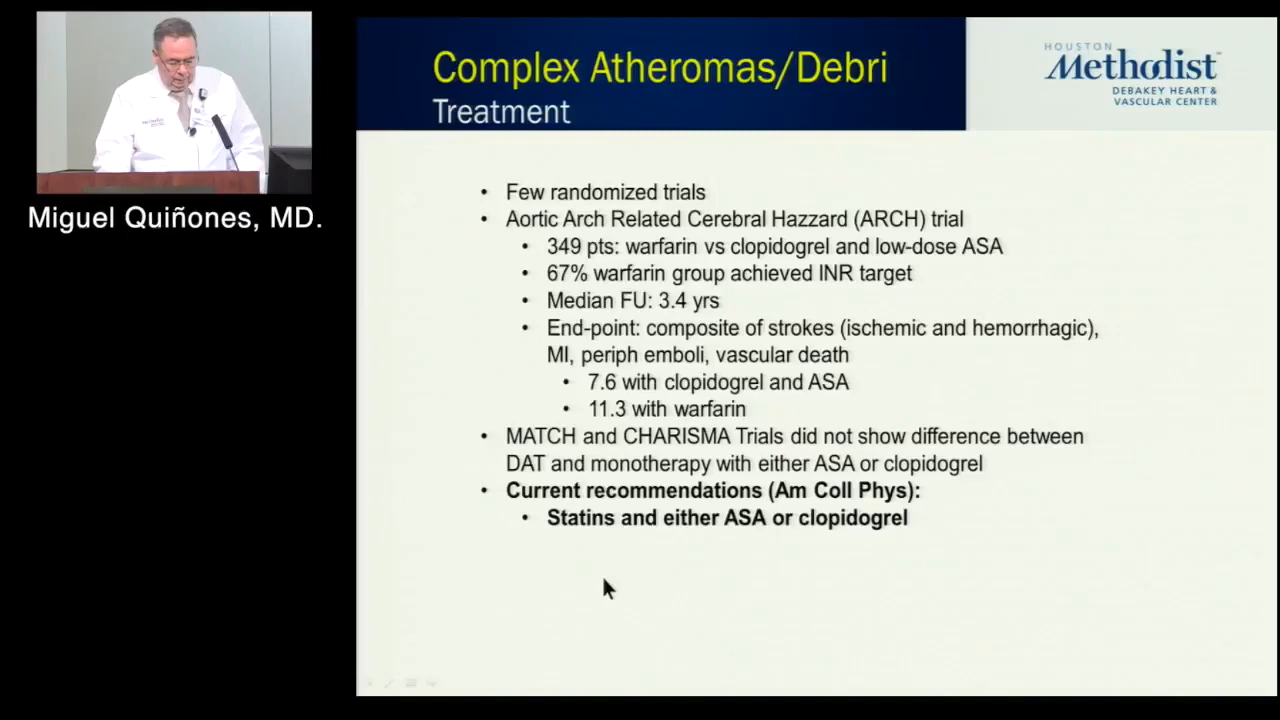 Complex Atheromas/Debri
Treatment
HOUSTON
Methodist
DEBAKEY HEART &
VASCULAR CENTER
Miguel Quiñones, MD.
• Few randomized trials
• Aortic Arch Related Cerebral Hazzard (ARCH) trial
• 349 pts: warfarin vs clopidogrel and low-dose ASA
• 67% warfarin group achieved INR target
• Median FU: 3.4 yrs
• End-point: composite of strokes (ischemic and hemorrhagic),
MI, periph emboli, vascular death
• 7.6 with clopidogrel and ASA
• 11.3 with warfarin
• MATCH and CHARISMA Trials did not show difference between
DAT and monotherapy with either ASA or clopidogrel
• Current recommendations (Am Coll Phys):
• Statins and either ASA or clopidogrel